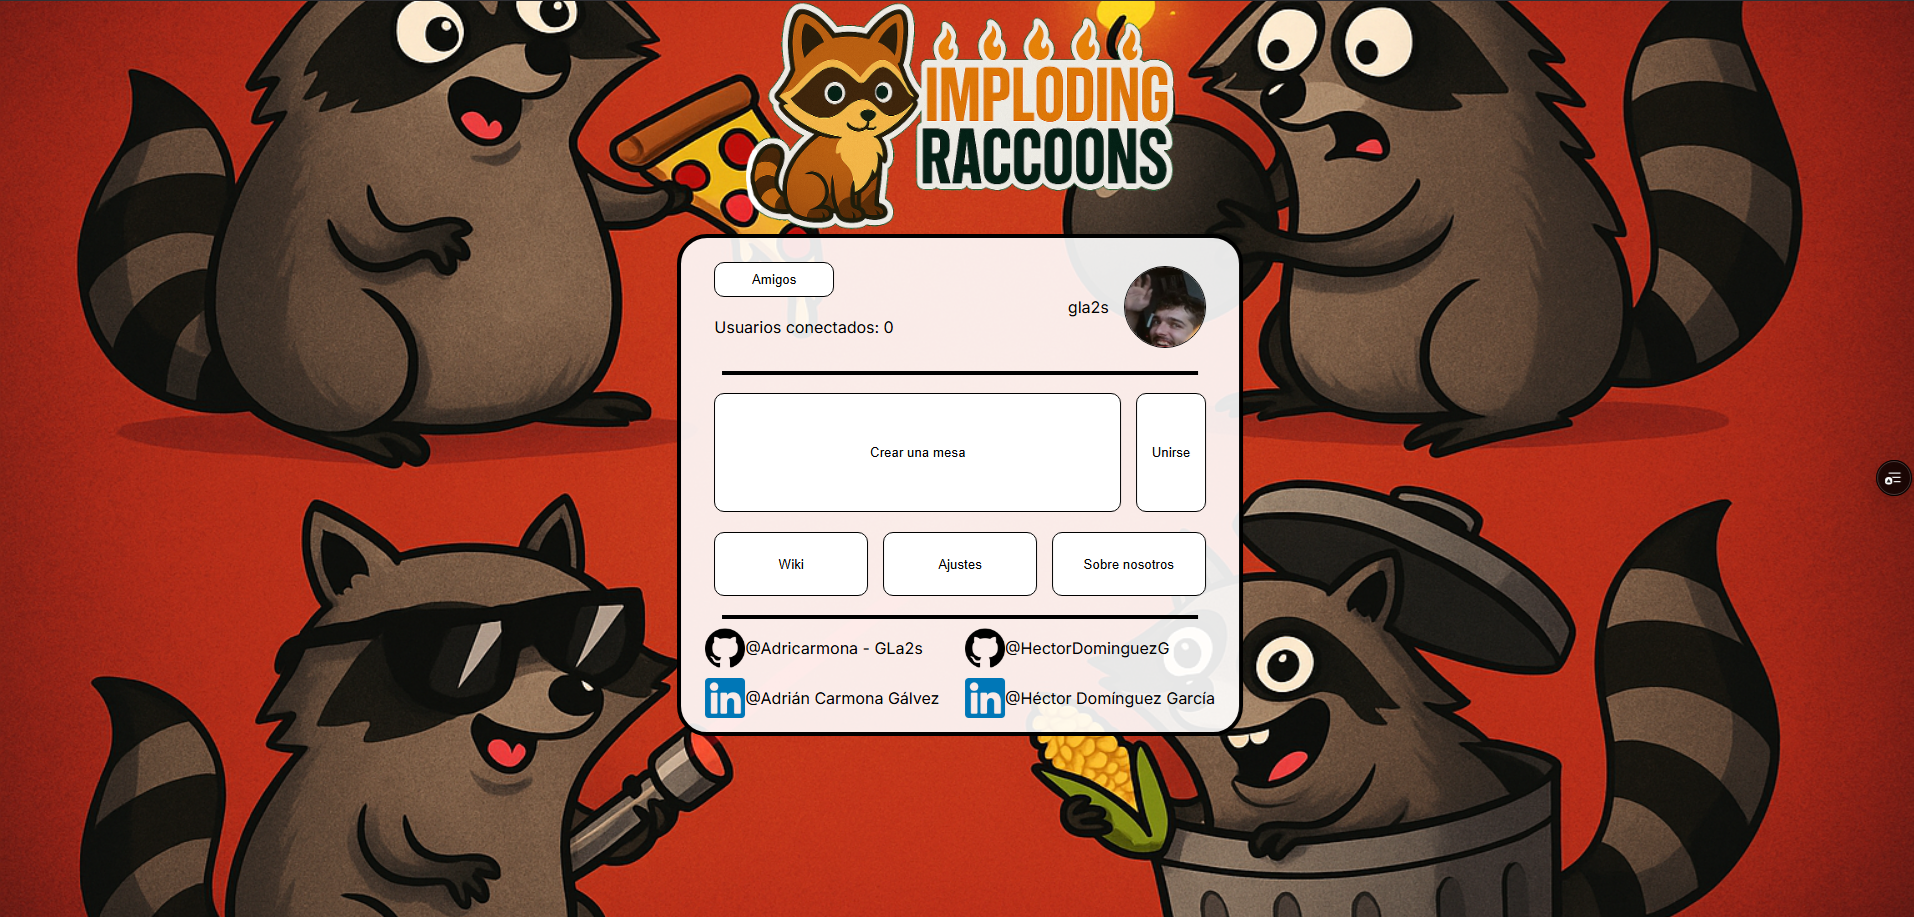 IMPLODING
RACCOONS
Amigos
Usuarios conectados: 0
gla2s
Crear una mesa
Unirse
Wiki
Ajustes
Sobre nosotros
@Adricarmona - GLa2s
@HectorDominguezG
in@Adrián Carmona Gálvez
in@Héctor Domínguez García